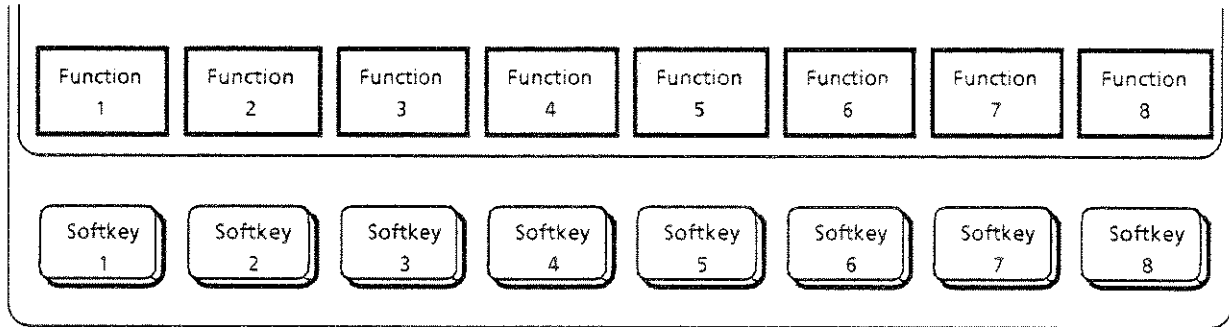 Function Function Function Function Function Function Function Function
1 2 3 4 5 6 7 8
Softkey Softkey Softkey Softkey Softkey Softkey Softkey Softkey
1 2 3 4 5 6 7 8